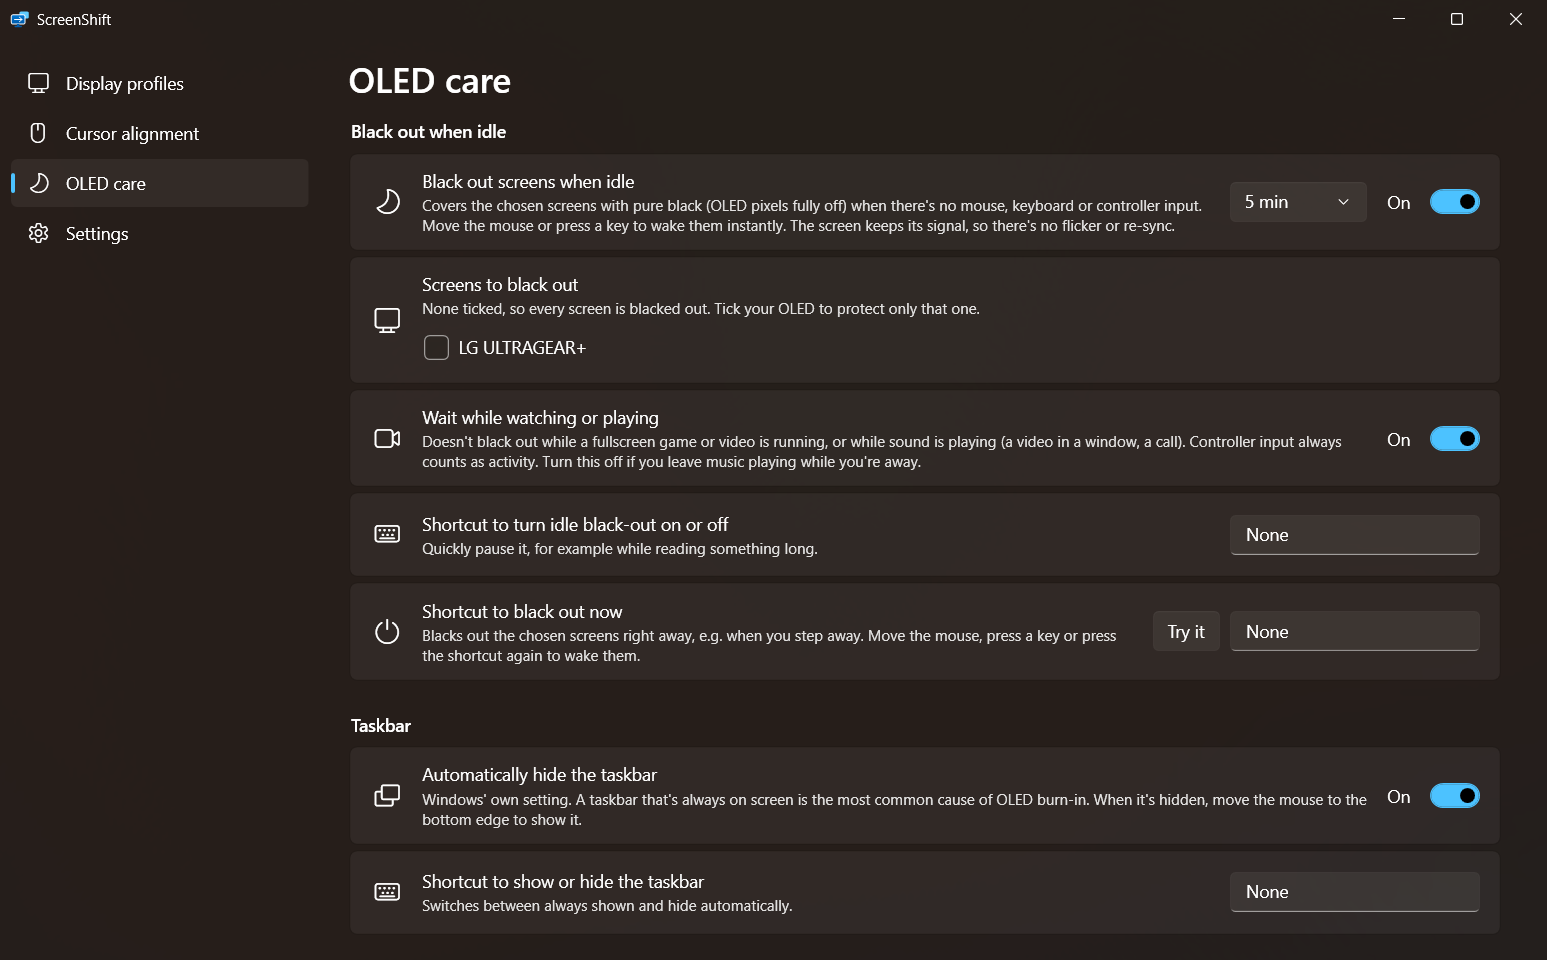 ScreenShift
Display profiles
Cursor alignment
OLED care
Settings
OLED care
Black out when idle
Black out screens when idle
Covers the chosen screens with pure black (OLED pixels fully off) when there's no mouse, keyboard or controller input.
Move the mouse or press a key to wake them instantly. The screen keeps its signal, so there's no flicker or re-sync.
5 min
On
Screens to black out
None ticked, so every screen is blacked out. Tick your OLED to protect only that one.
LG ULTRAGEAR+
Wait while watching or playing
Doesn't black out while a fullscreen game or video is running, or while sound is playing (a video in a window, a call). Controller input always
counts as activity. Turn this off if you leave music playing while you're away.
On
Shortcut to turn idle black-out on or off
Quickly pause it, for example while reading something long.
None
Shortcut to black out now
Blacks out the chosen screens right away, e.g. when you step away. Move the mouse, press a key or press
the shortcut again to wake them.
Try it
None
Taskbar
Automatically hide the taskbar
Windows' own setting. A taskbar that's always on screen is the most common cause of OLED burn-in. When it's hidden, move the mouse to the
bottom edge to show it.
On
Shortcut to show or hide the taskbar
Switches between always shown and hide automatically.
None